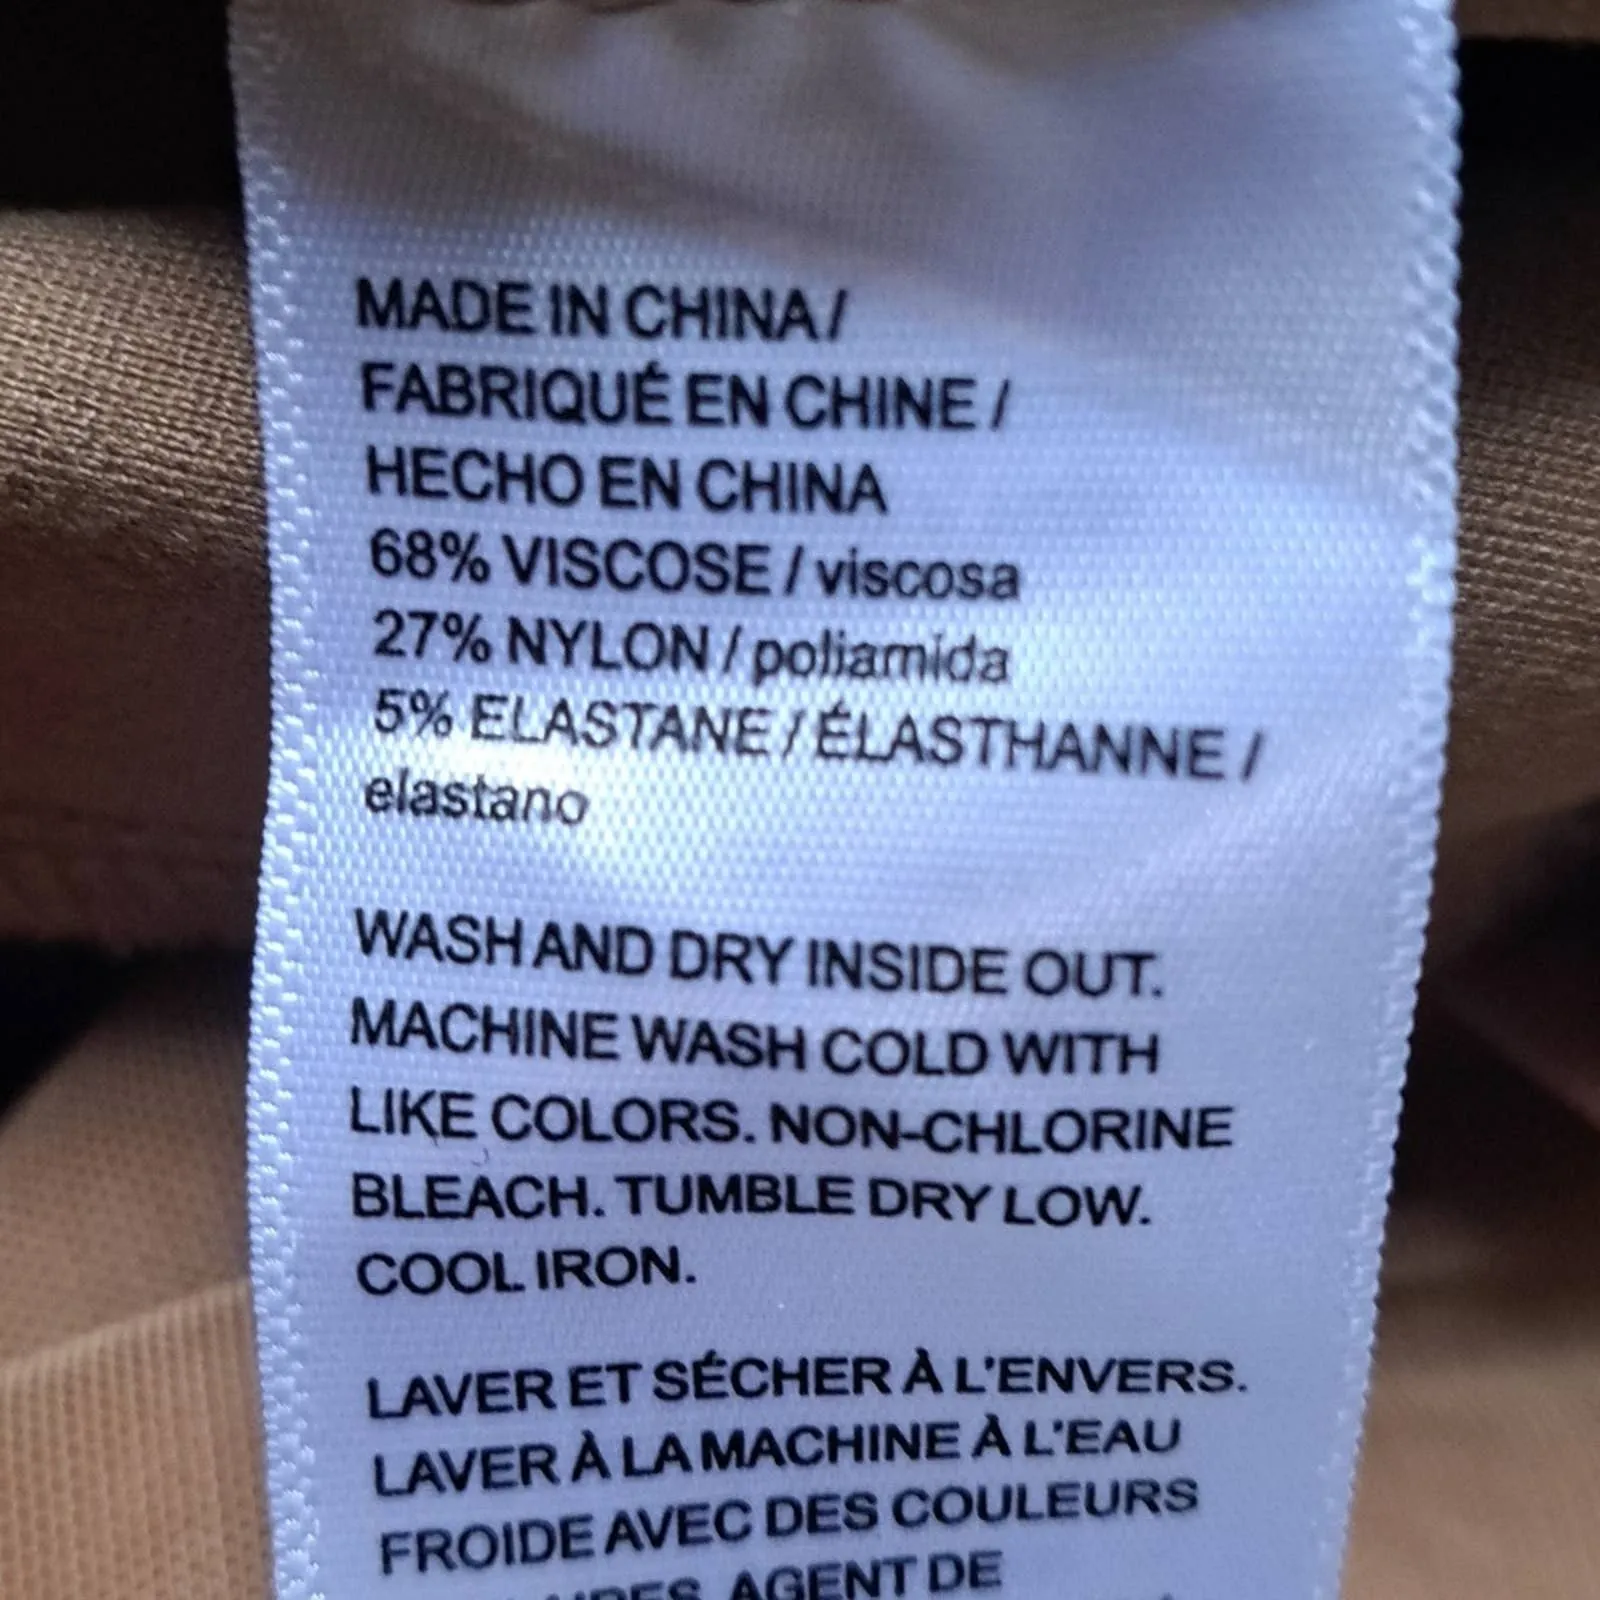 MADE IN CHINA /
FABRIQUÉ EN CHINE /
HECHO EN CHINA
68% VISCOSE / viscosa
27% NYLON / poliamida
5% ELASTANE / ÉLASTHANNE /
elastano
WASH AND DRY INSIDE OUT.
MACHINE WASH COLD WITH
LIKE COLORS. NON-CHLORINE
BLEACH. TUMBLE DRY LOW.
COOL IRON.
LAVER ET SÉCHER À L'ENVERS.
LAVER À LA MACHINE À L'EAU
FROIDE AVEC DES COULEURS
AGENT DE